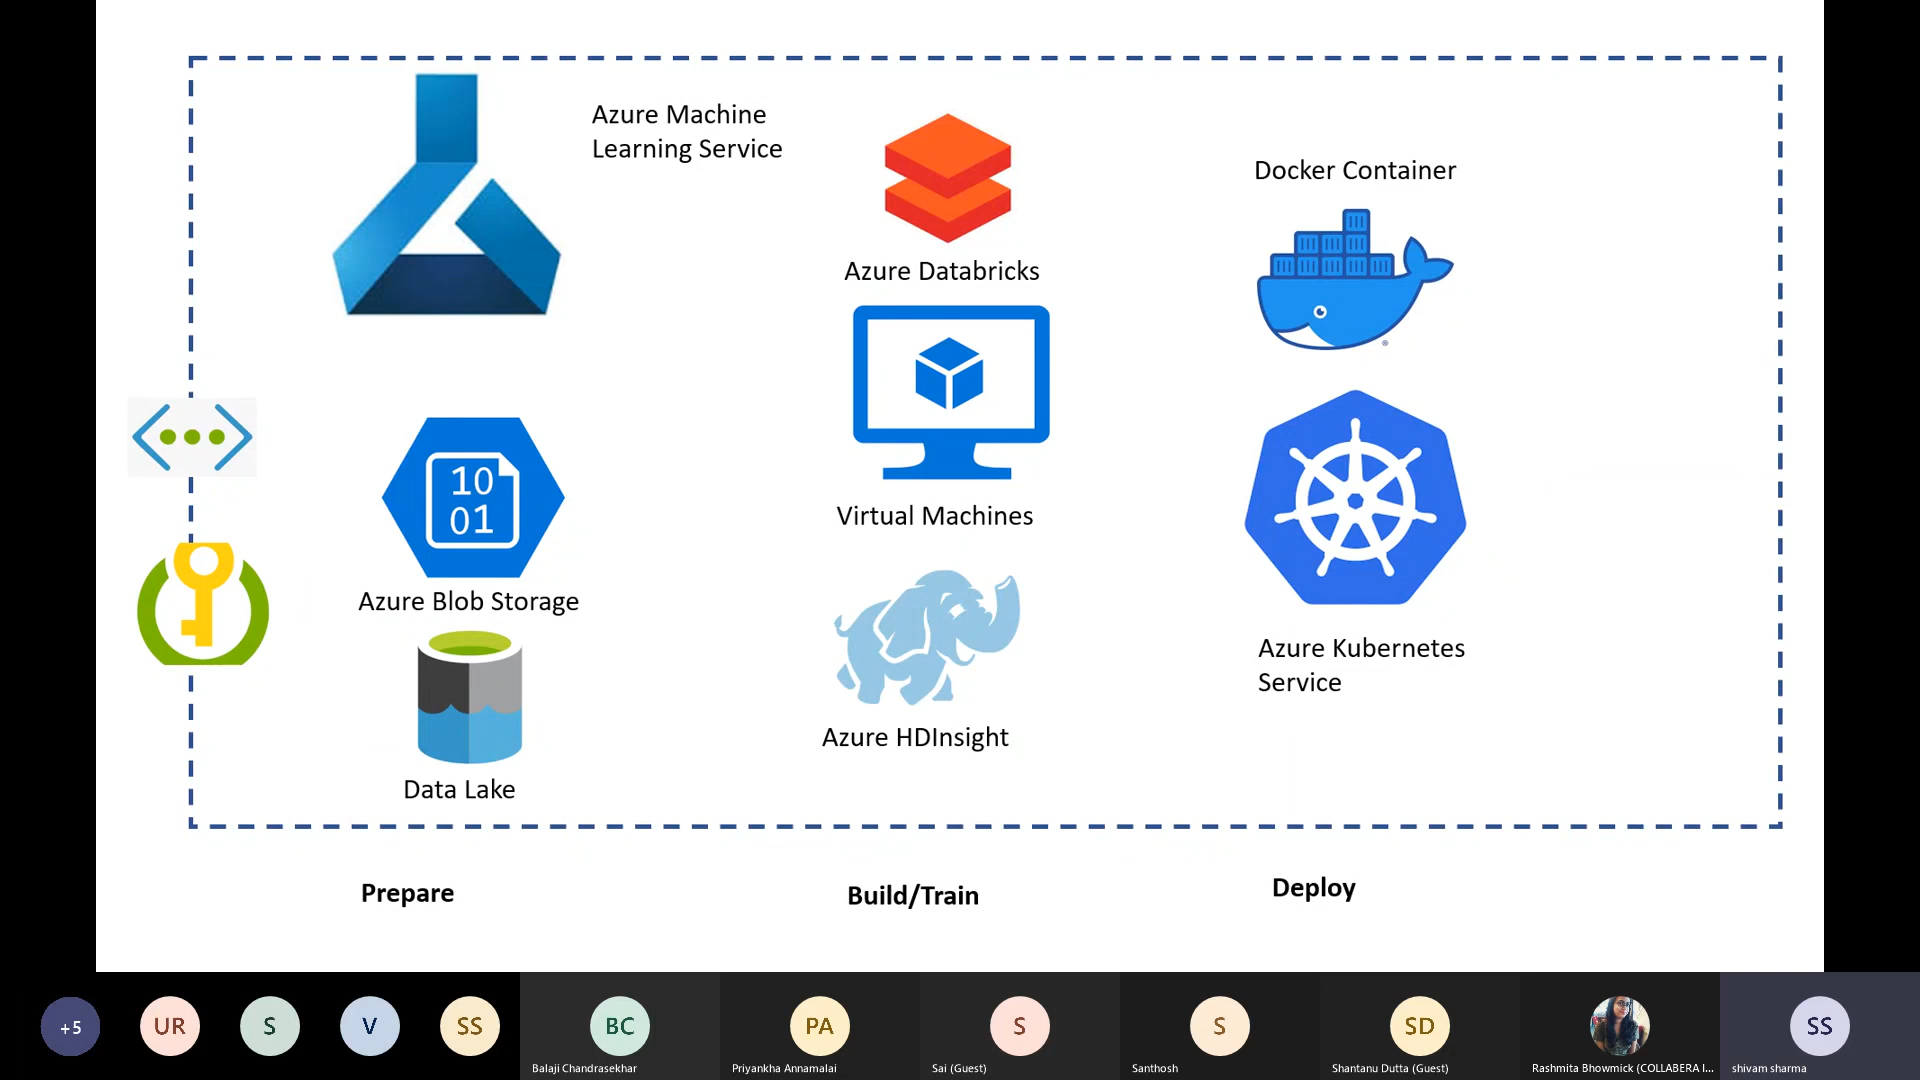 Azure Machine
Learning Service
Azure Databricks
Docker Container
10
01
Azure Blob Storage
Virtual Machines
Azure HDInsight
Azure Kubernetes
Service
®
Data Lake
Prepare
Build/Train
Deploy
+5
UR
S
V
SS
BC
PA
S
S
SD
SS
Balaji Chandrasekhar
Priyankha Annamalai
Sai (Guest)
Santhosh
Shantanu Dutta (Guest)
Rashmita Bhowmick (COLLABERA I...
shivam sharma